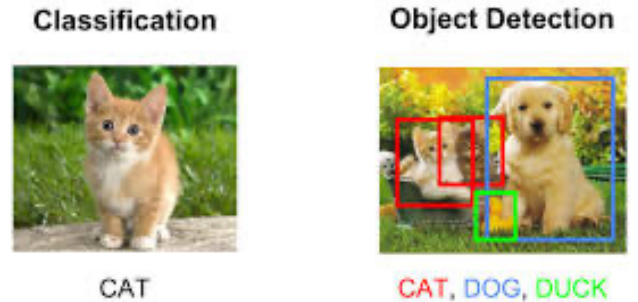 Classification
Object Detection
CAT
CAT, DOG, DUCK